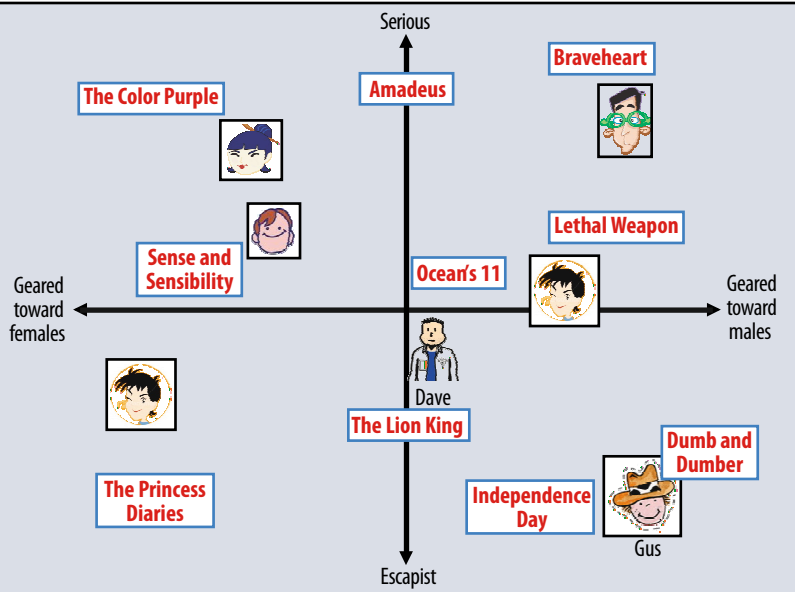 Serious
Braveheart
The Color Purple
Amadeus
Lethal Weapon
Sense and
Sensibility
Ocean's 11
Geared
toward
females
Geared
toward
males
Dave
The Lion King
Dumb and
Dumber
The Princess
Diaries
Independence
Day
Gus
Escapist